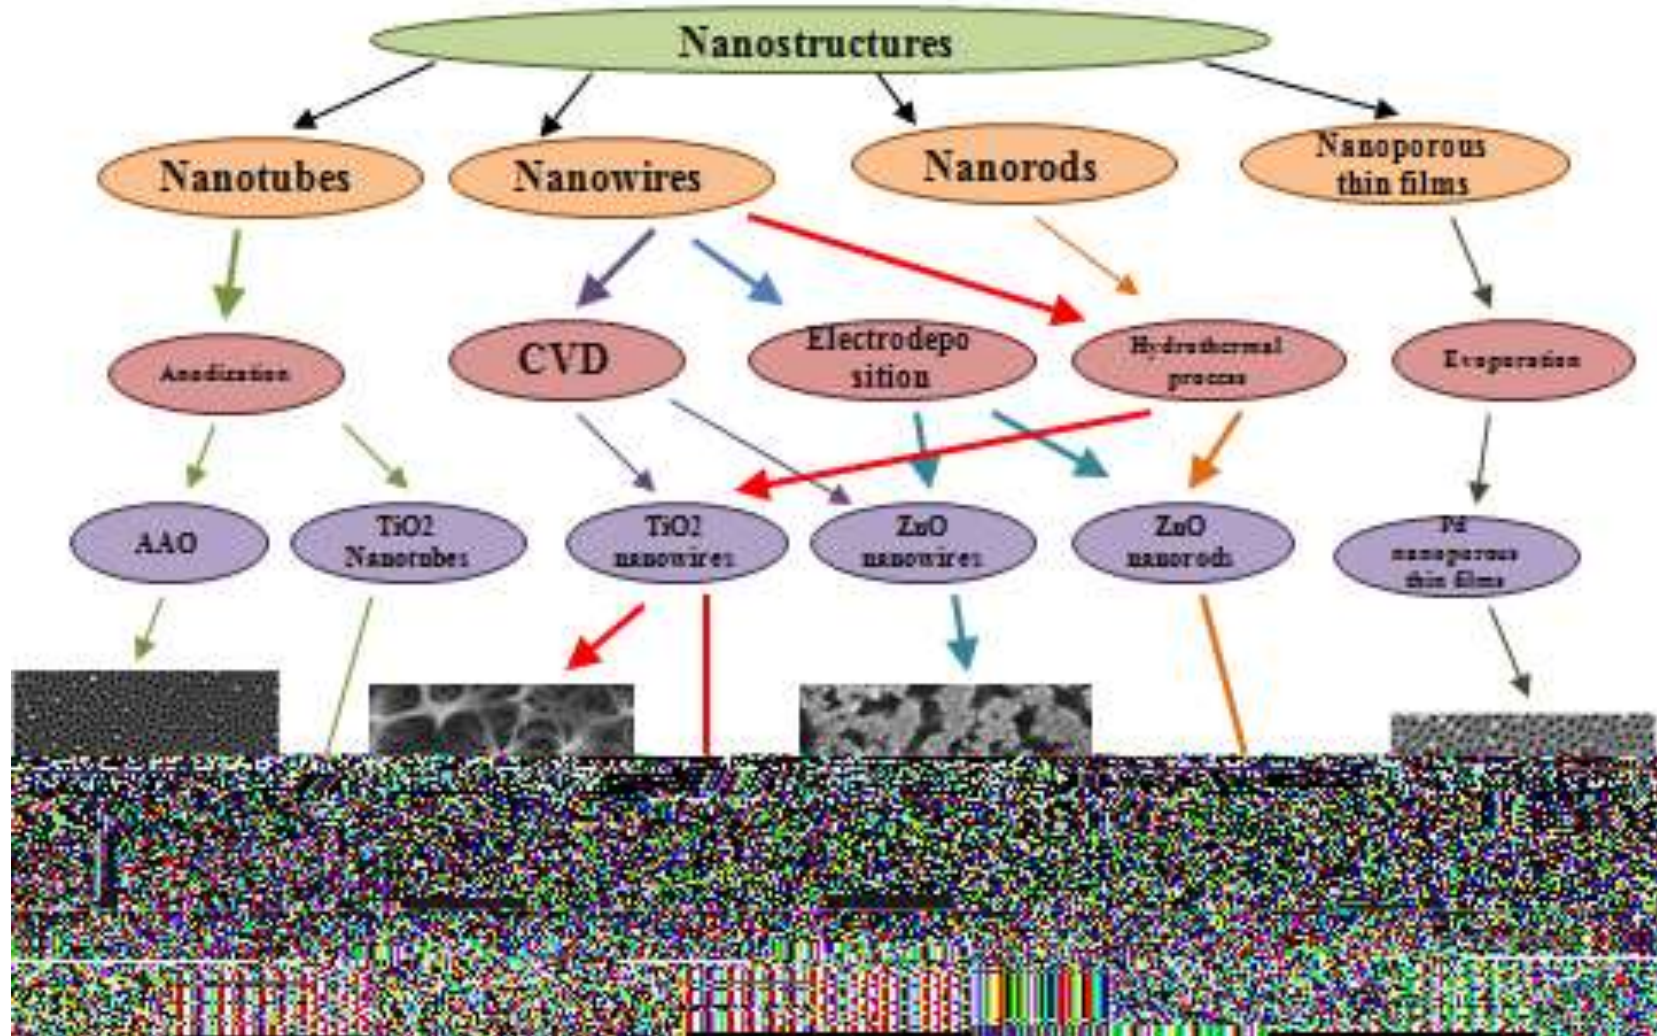 Nanostructures
Nanotubes
Nanowires
Nanorods
Nanoporous
thin films
Anodization
CVD
Electrodepo
sition
Hydrothermal
process
Evaporation
AAO
TiO2
Nanotubes
TiO2
nanowires
ZnO
nanowires
ZnO
nanorods
Pd
nanoporous
thin films